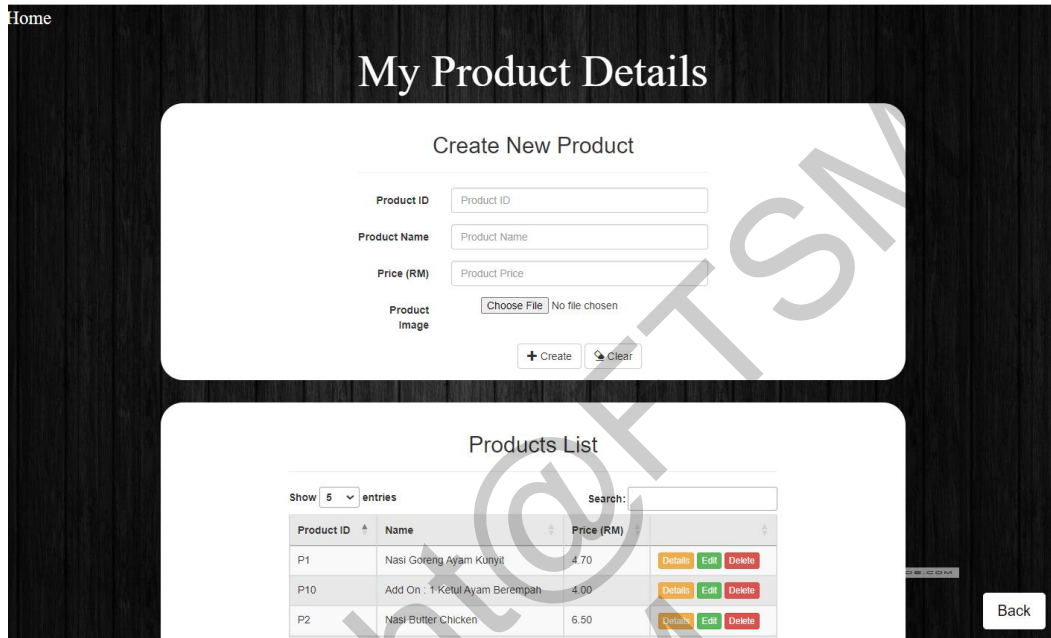 Home
My Product Details
Create New Product
Product ID Product ID
Product Name Product Name
Price (RM) Product Price
Product Image Choose File No file chosen
Create Clear
Products List
Show 5 entries Search:
Product ID Name Price (RM)
P1 Nasi Goreng Ayam Kunyit 4.70 Details Edit Delete
P10 Add On : 1 Ketul Ayam Berempah 4.00 Details Edit Delete
P2 Nasi Butter Chicken 6.50 Details Edit Delete
Back
ht@FTSM